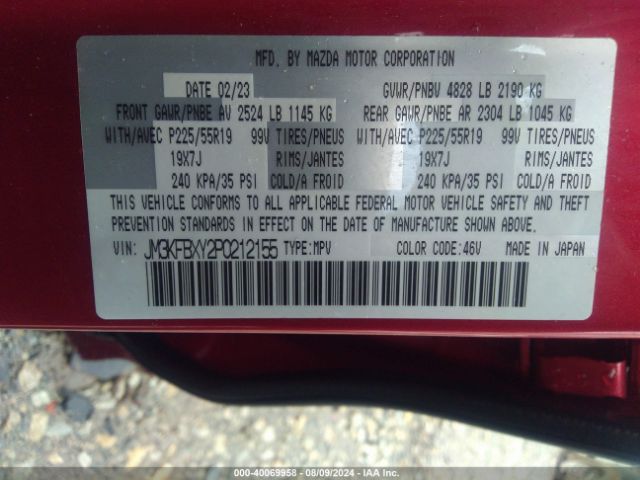 MFD. BY MAZDA MOTOR CORPORATION
DATE 02/23 GVWR/PNBV 4828 LB 2190 KG
FRONT GAWR/PNBE AV 2524 LB 1145 KG REAR GAWR/PNBE AR 2304 LB 1045 KG
WITH/AVEC P225/55R19 99V TIRES/PNEUS WITH/AVEC P225/55R19 99V TIRES/PNEUS
19X7J RIMS/JANTES 19X7J RIMS/JANTES
240 KPA/35 PSI COLD/A FROID 240 KPA/35 PSI COLD/A FROID
THIS VEHICLE CONFORMS TO ALL APPLICABLE FEDERAL MOTOR VEHICLE SAFETY AND THEFT
PREVENTION STANDARDS IN EFFECT ON THE DATE OF MANUFACTURE SHOWN ABOVE.
VIN: JM3KFBXY2P0212155 TYPE:MPV COLOR CODE:46V MADE IN JAPAN
000-40069958 - 08/09/2024 - IAA Inc.